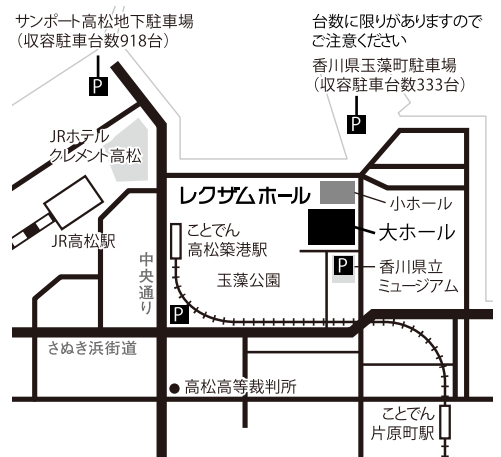 サンポート高松地下駐車場
（収容駐車台数918台）
P
台数に限りがありますので
ご注意ください
香川県玉藻町駐車場
（収容駐車台数333台）
P
JRホテル
クレメント高松
レクザムホール
小ホール
大ホール
JR高松駅
ことでん
高松築港駅
中央通り
玉藻公園
P
香川県立
ミュージアム
P
さぬき浜街道
高松高等裁判所
ことでん
片原町駅